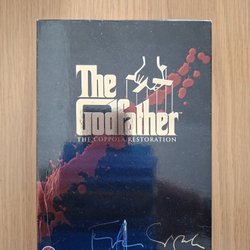 The
Godfather
THE COPPOLA RESTORATION